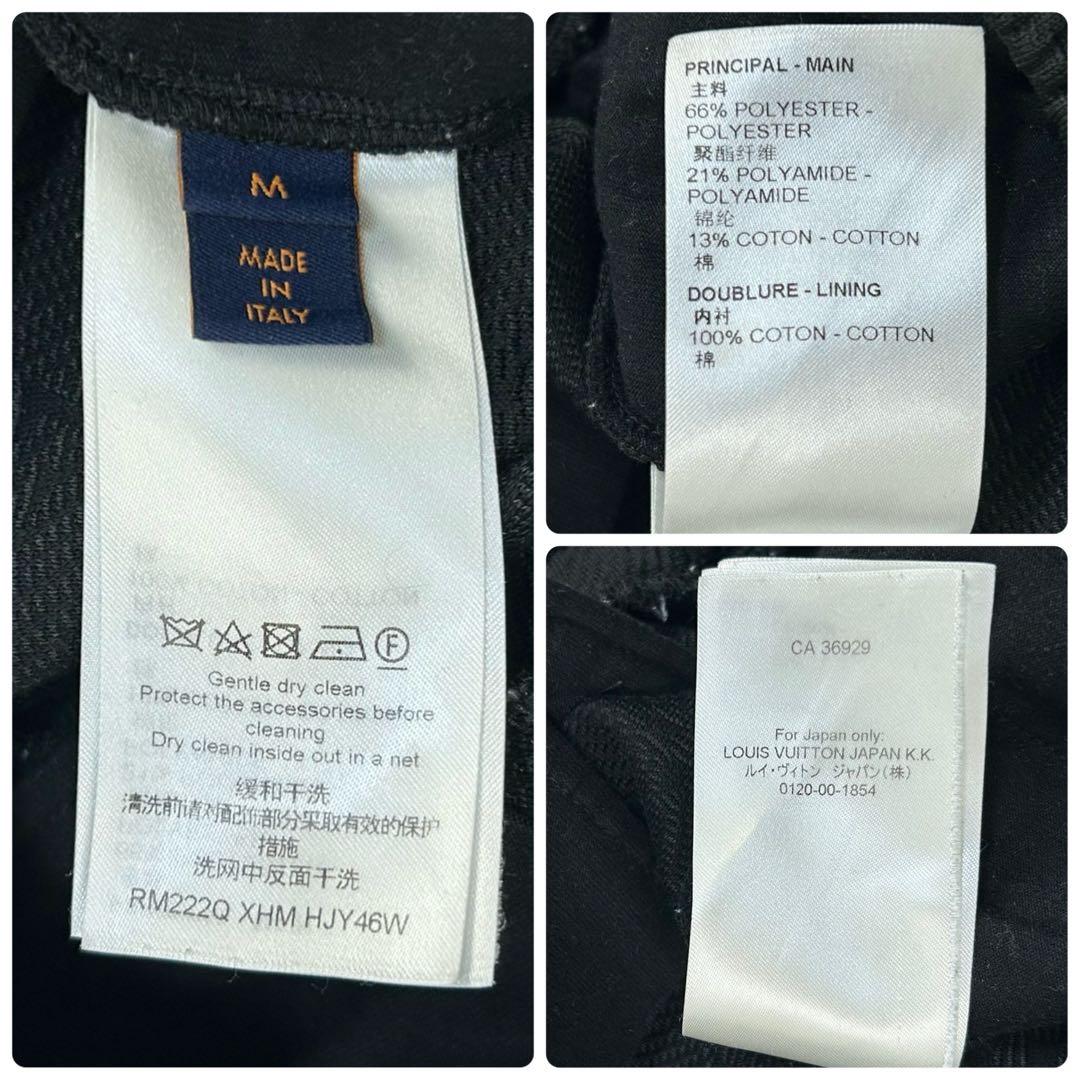 M
MADE
IN
ITALY
F
Gentle dry clean
Protect the accessories before
cleaning
Dry clean inside out in a net
缓和干洗
清洗前请对配饰部分采取有效的保护
措施
洗网中反面干洗
RM222Q XHM HJY46W
PRINCIPAL - MAIN
主料
66% POLYESTER -
POLYESTER
聚酯纤维
21% POLYAMIDE -
POLYAMIDE
锦纶
13% COTON - COTTON
棉
DOUBLURE - LINING
内衬
100% COTON - COTTON
棉
CA 36929
For Japan only:
LOUIS VUITTON JAPAN K.K.
ルイ・ヴィトン ジャパン(株)
0120-00-1854